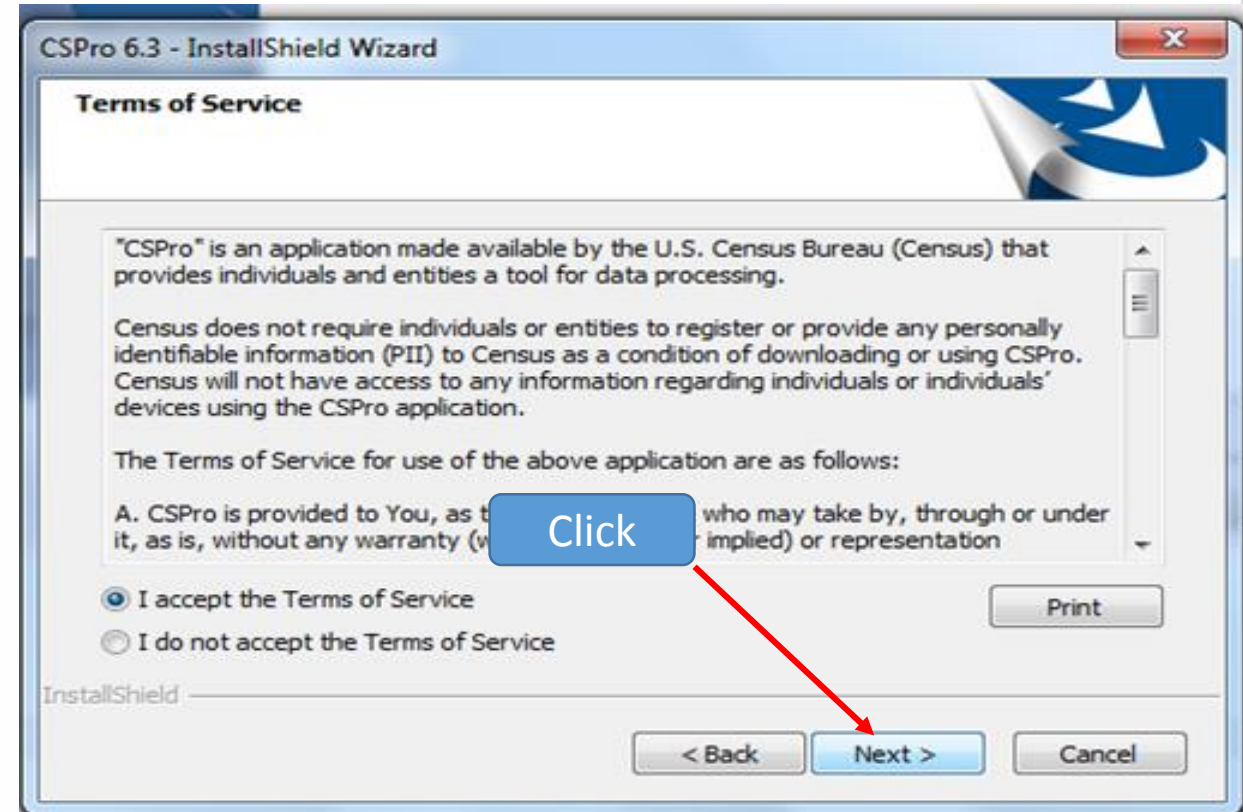 CSPro 6.3 - InstallShield Wizard
Terms of Service
"CSPro" is an application made available by the U.S. Census Bureau (Census) that
provides individuals and entities a tool for data processing.
Census does not require individuals or entities to register or provide any personally
identifiable information (PII) to Census as a condition of downloading or using CSPro.
Census will not have access to any information regarding individuals or individuals’
devices using the CSPro application.
The Terms of Service for use of the above application are as follows:
A. CSPro is provided to You, as who may take by, through or under
it, as is, without any warranty implied) or representation
Click
I accept the Terms of Service
Print
I do not accept the Terms of Service
InstallShield
< Back Next > Cancel